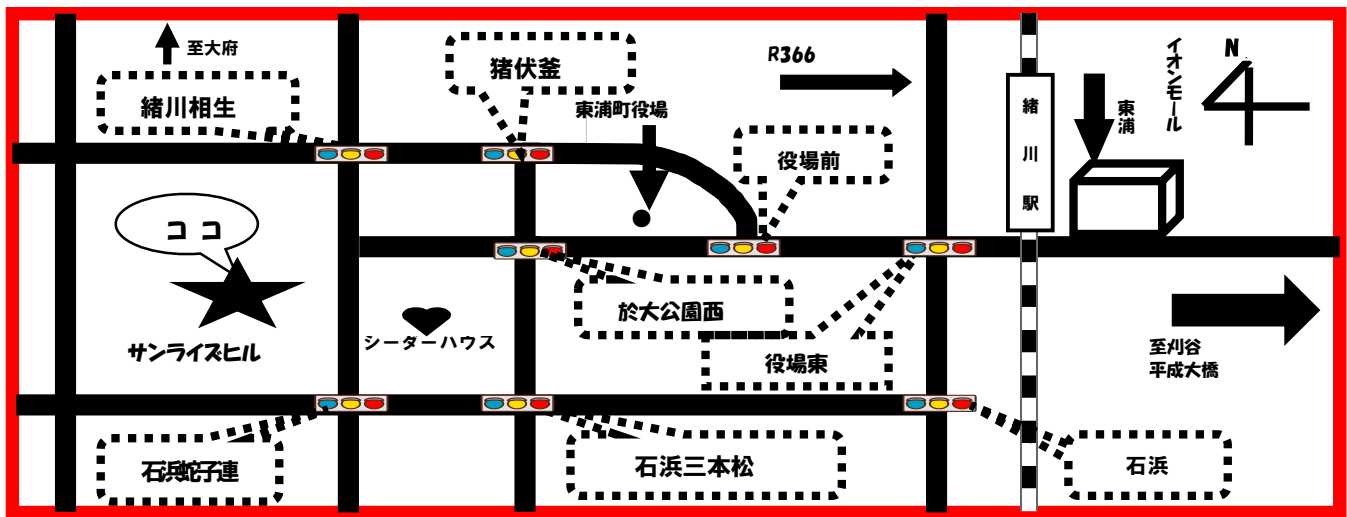 至大府
緒川相生
猪伏釜
東浦町役場
R366
役場前
緒川駅
東浦
イオンモール
N
ココ
サンライズヒル
シーダーハウス
於大公園西
役場東
至刈谷
平成大橋
石浜蛇子連
石浜三本松
石浜